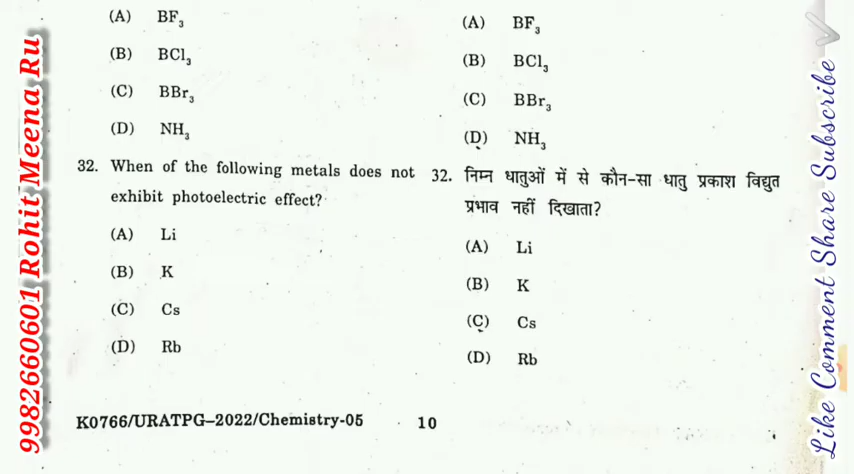 (A) BF₃
(B) BCl₃
(C) BBr₃
(D) NH₃
32. When of the following metals does not
exhibit photoelectric effect?
(A) Li
(B) K
(C) Cs
(D) Rb
(A) BF₃
(B) BCl₃
(C) BBr₃
(D) NH₃
32. निम्न धातुओं में से कौन-सा धातु प्रकाश विद्युत
प्रभाव नहीं दिखाता?
(A) Li
(B) K
(C) Cs
(D) Rb
K0766/URATPG–2022/Chemistry-05 10
9982660601 Rohit Meena Ru
Like Comment Share Subscribe